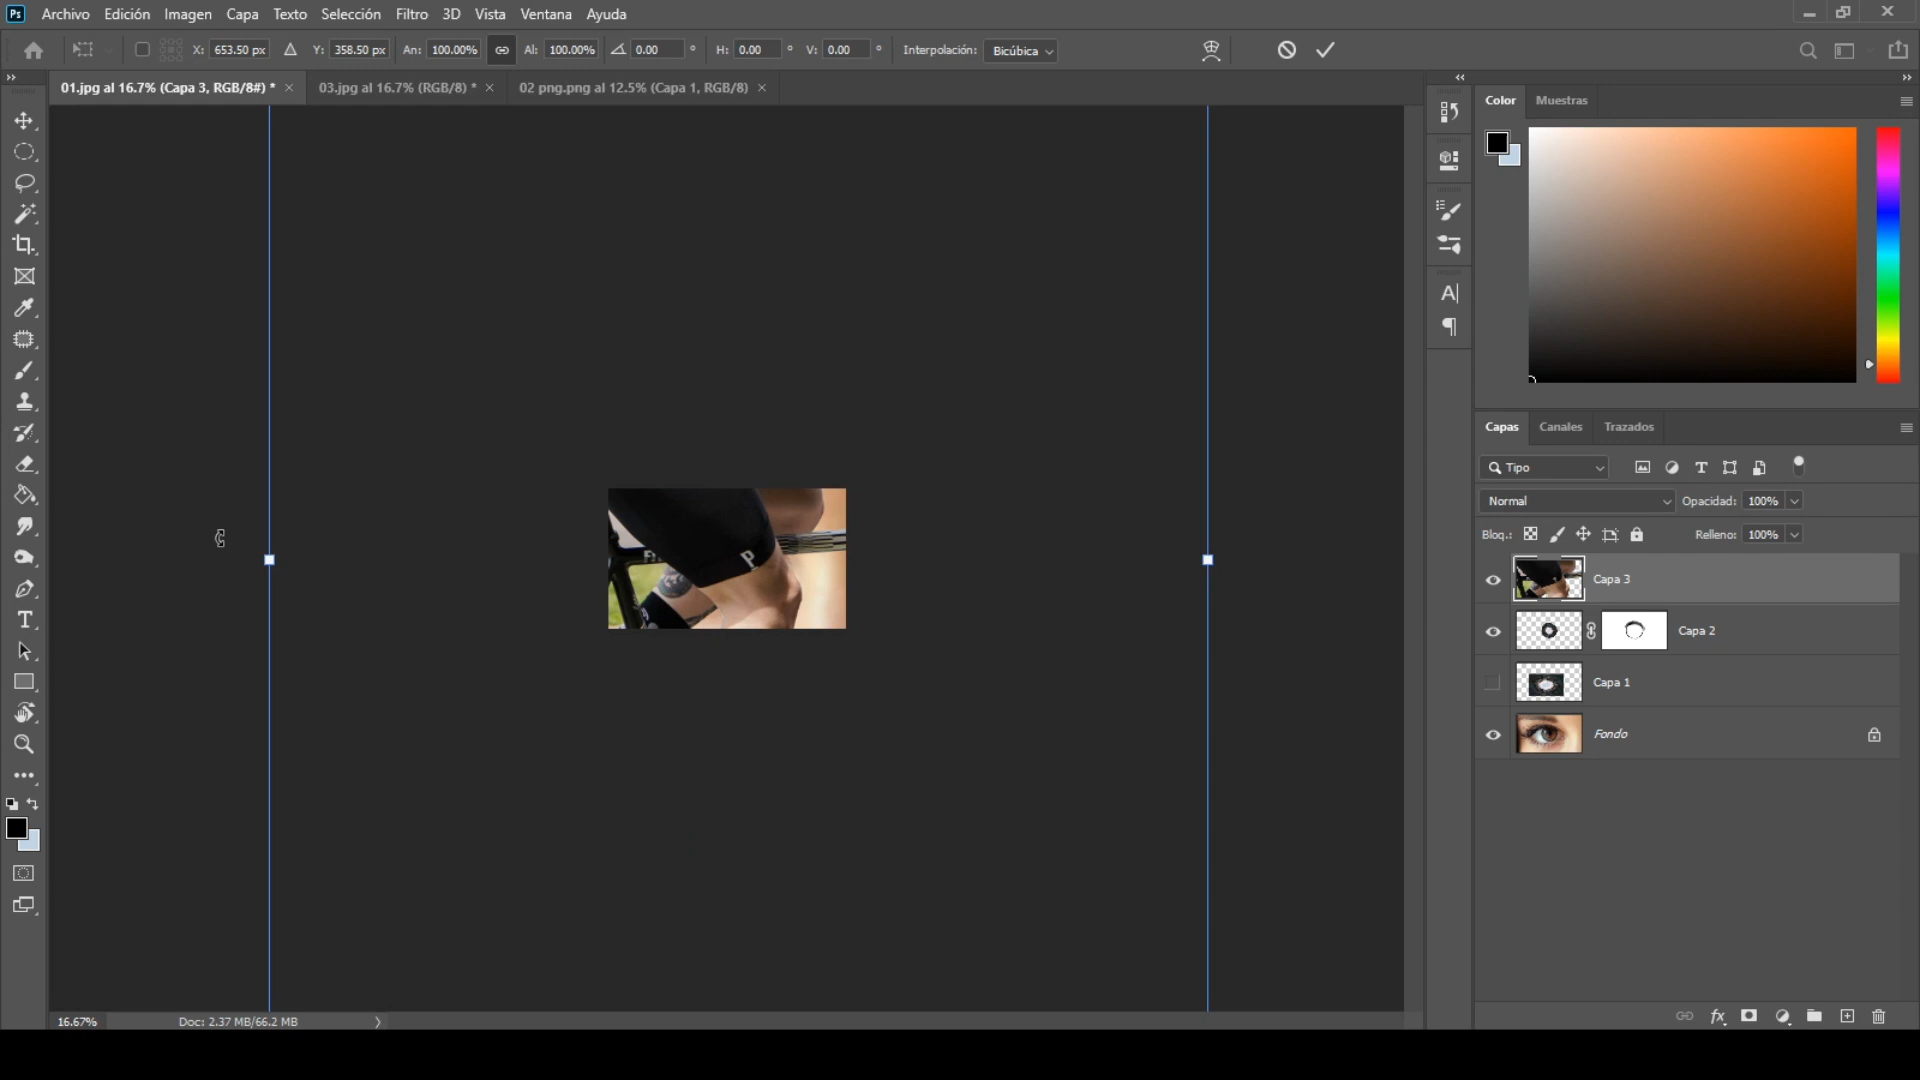 Ps Archivo Edición Imagen Capa Texto Selección Filtro 3D Vista Ventana Ayuda
X: 653.50 px Y: 358.50 px An: 100.00% Al: 100.00% 0.00 ° H: 0.00 ° V: 0.00 ° Interpolación: Bicúbica
01.jpg al 16.7% (Capa 3, RGB/8#) * 03.jpg al 16.7% (RGB/8) * 02 png.png al 12.5% (Capa 1, RGB/8)
Color Muestras
Capas Canales Trazados
Tipo
Normal Opacidad: 100%
Bloq.: Relleno: 100%
Capa 3
Capa 2
Capa 1
Fondo
P
16.67% Doc: 2.37 MB/66.2 MB